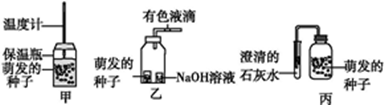 温度计
保温瓶
萌发的
种子
甲
有色液滴
萌发的
种子
NaOH溶液
乙
澄清的
石灰水
萌发的
种子
丙